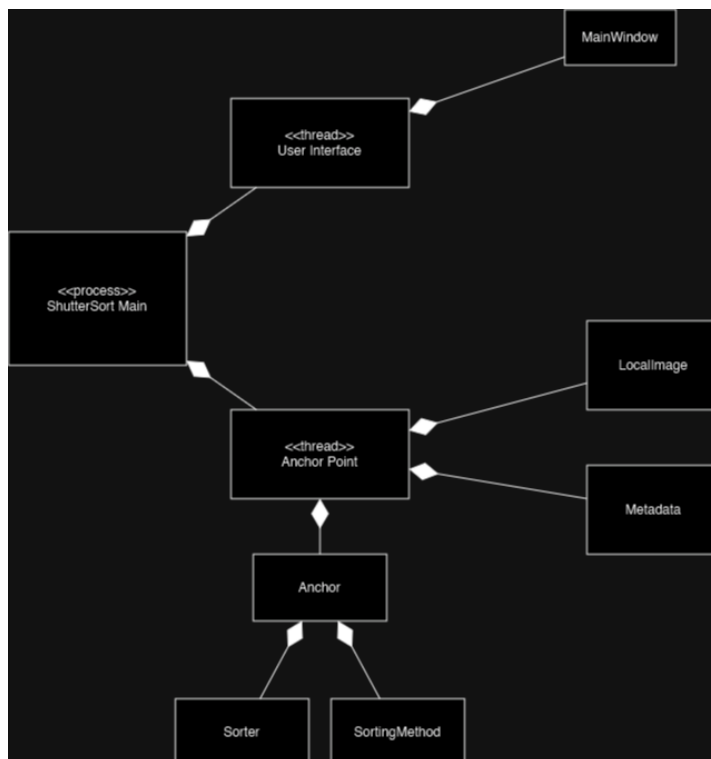 MainWindow
<<thread>>
User Interface
<<process>>
ShutterSort Main
LocalImage
<<thread>>
Anchor Point
Metadata
Anchor
Sorter
SortingMethod